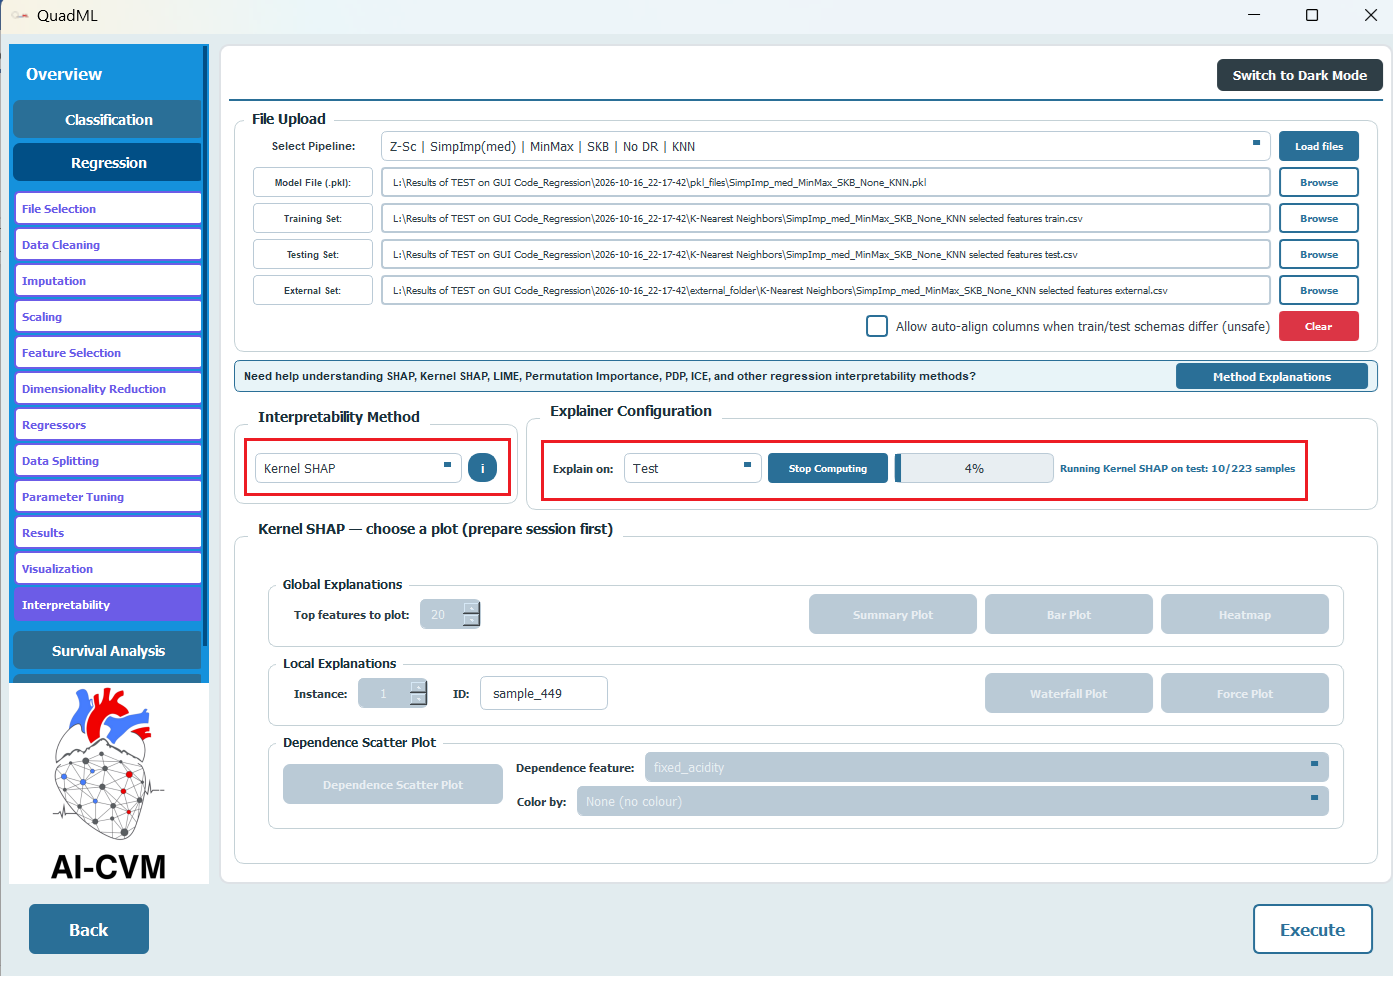 QuadML
Overview
Classification
Regression
File Selection
Data Cleaning
Imputation
Scaling
Feature Selection
Dimensionality Reduction
Regressors
Data Splitting
Parameter Tuning
Results
Visualization
Interpretability
Survival Analysis
AI-CVM
Back
Switch to Dark Mode
File Upload
Select Pipeline: Z-Sc | SimpImp(med) | MinMax | SKB | No DR | KNN Load files
Model File (.pkl): L:\Results of TEST on GUI Code_Regression\2026-10-16_22-17-42\pkl_files\SimpImp_med_MinMax_SKB_None_KNN.pkl Browse
Training Set: L:\Results of TEST on GUI Code_Regression\2026-10-16_22-17-42\K-Nearest Neighbors\SimpImp_med_MinMax_SKB_None_KNN selected features train.csv Browse
Testing Set: L:\Results of TEST on GUI Code_Regression\2026-10-16_22-17-42\K-Nearest Neighbors\SimpImp_med_MinMax_SKB_None_KNN selected features test.csv Browse
External Set: L:\Results of TEST on GUI Code_Regression\2026-10-16_22-17-42\external_folder\K-Nearest Neighbors\SimpImp_med_MinMax_SKB_None_KNN selected features external.csv Browse
Allow auto-align columns when train/test schemas differ (unsafe) Clear
Need help understanding SHAP, Kernel SHAP, LIME, Permutation Importance, PDP, ICE, and other regression interpretability methods? Method Explanations
Interpretability Method
Kernel SHAP i
Explainer Configuration
Explain on: Test Stop Computing 4% Running Kernel SHAP on test: 10/223 samples
Kernel SHAP — choose a plot (prepare session first)
Global Explanations
Top features to plot: 20 Summary Plot Bar Plot Heatmap
Local Explanations
Instance: 1 ID: sample_449 Waterfall Plot Force Plot
Dependence Scatter Plot
Dependence Scatter Plot
Dependence feature: fixed_acidity
Color by: None (no colour)
Execute